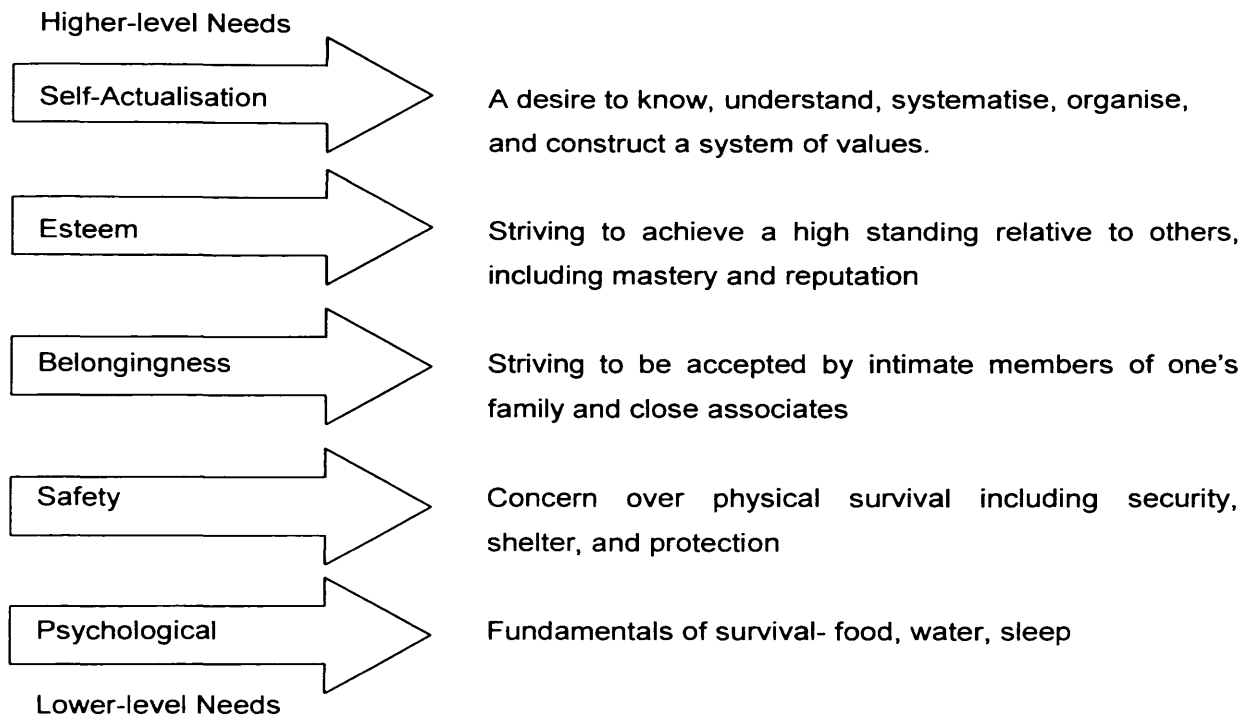 Higher-level Needs
Self-Actualisation
A desire to know, understand, systematise, organise,
and construct a system of values.
Esteem
Striving to achieve a high standing relative to others,
including mastery and reputation
Belongingness
Striving to be accepted by intimate members of one's
family and close associates
Safety
Concern over physical survival including security,
shelter, and protection
Psychological
Fundamentals of survival- food, water, sleep
Lower-level Needs